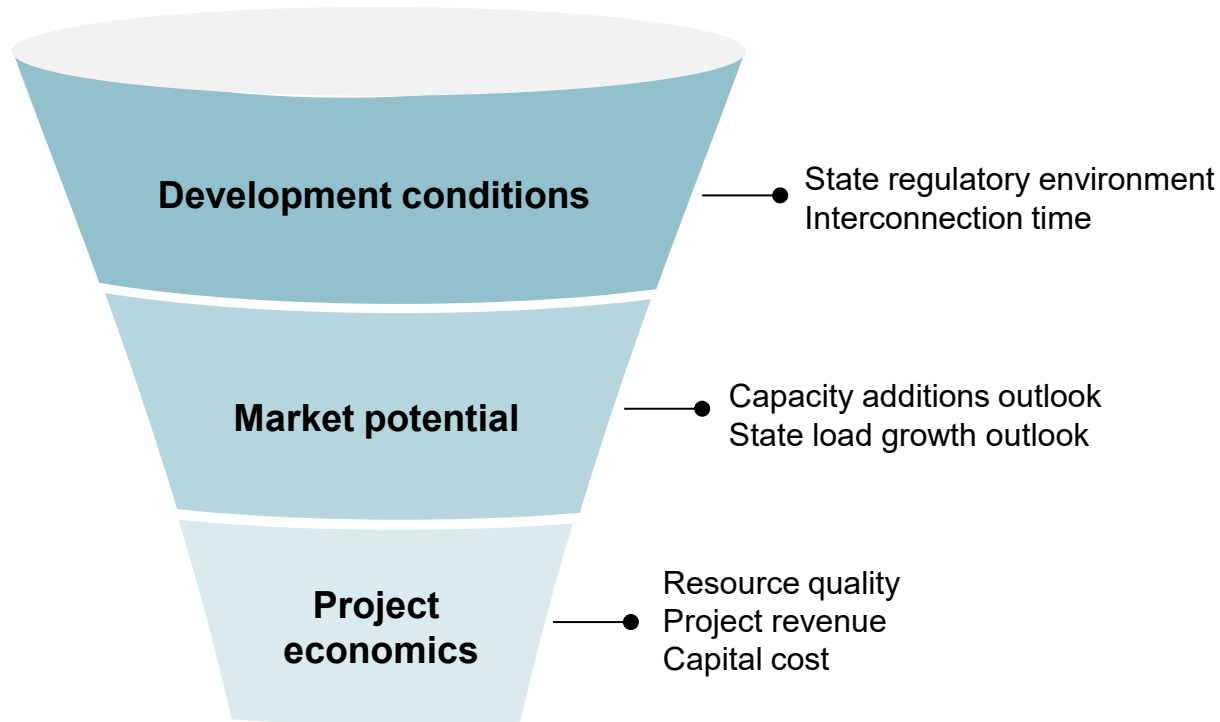 Development conditions
State regulatory environment
Interconnection time
Market potential
Capacity additions outlook
State load growth outlook
Project
economics
Resource quality
Project revenue
Capital cost